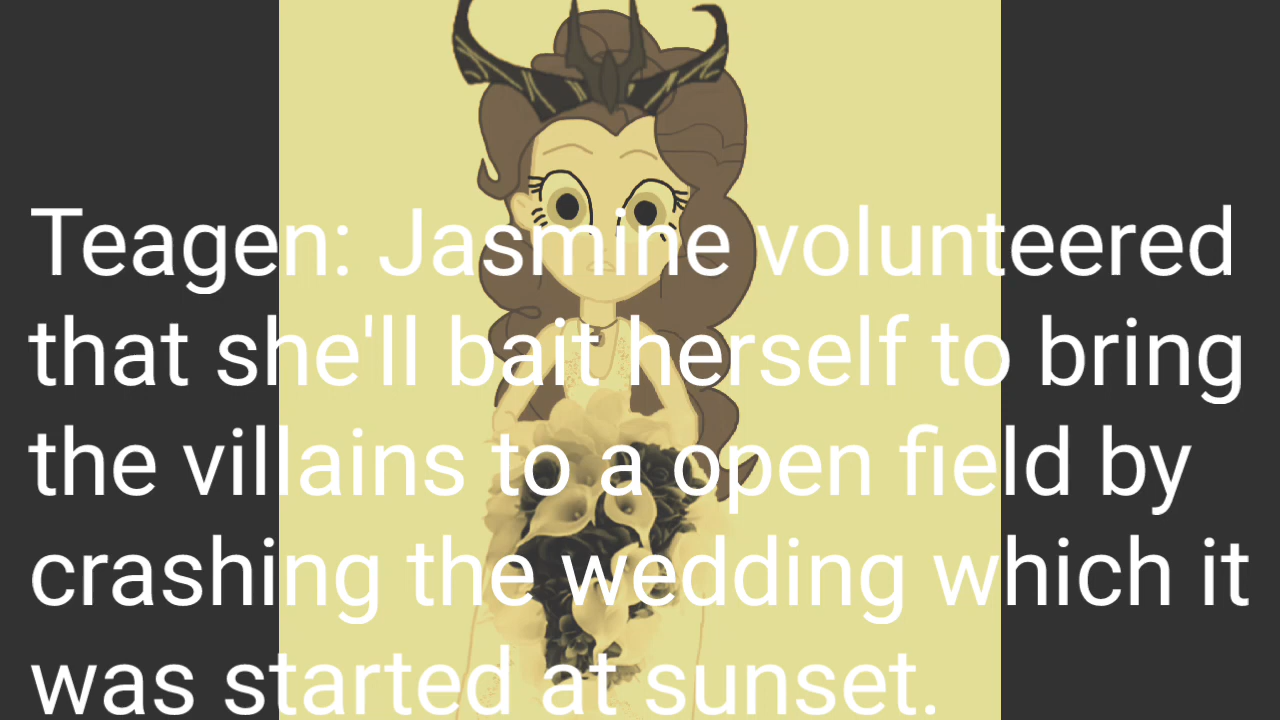 Teagen: Jasmine volunteered
that she'll bait herself to bring
the villains to a open field by
crashing the wedding which it
was started at sunset.